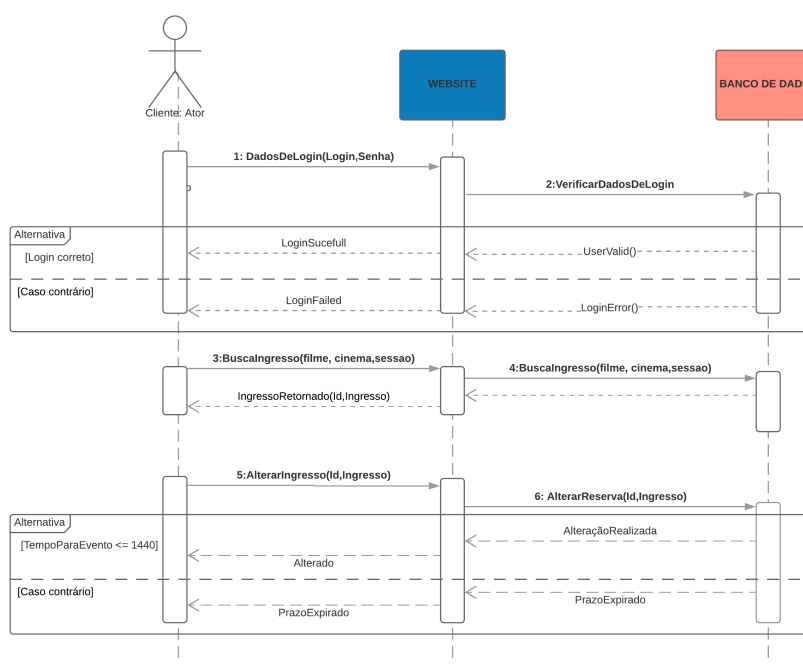 Cliente: Ator
WEBSITE
BANCO DE DAD
1: DadosDeLogin(Login,Senha)
2:VerificarDadosDeLogin
Alternativa
[Login correto]
LoginSucefull
UserValid()
[Caso contrário]
LoginFailed
LoginError()
3:BuscaIngresso(filme, cinema,sessao)
4:BuscaIngresso(filme, cinema,sessao)
IngressoRetornado(Id,Ingresso)
5:AlterarIngresso(Id,Ingresso)
6: AlterarReserva(Id,Ingresso)
Alternativa
[TempoParaEvento <= 1440]
AlteraçãoRealizada
Alterado
[Caso contrário]
PrazoExpirado
PrazoExpirado